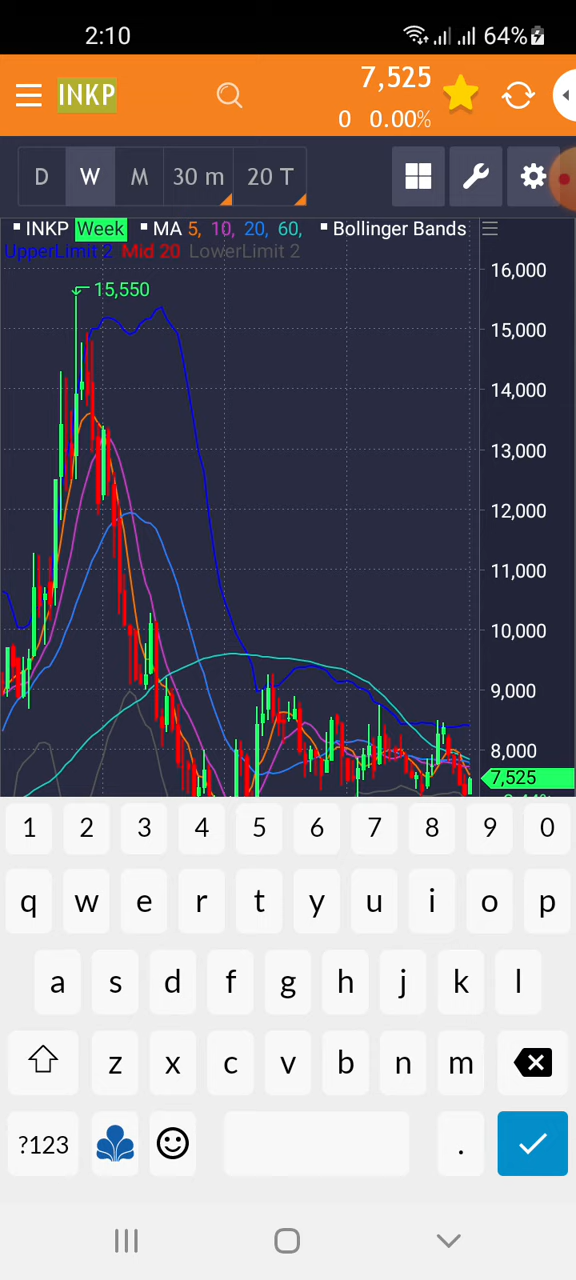 2:10 64%
INKP 7,525
0 0.00%
D W M 30 m 20 T
INKP Week MA 5, 10, 20, 60, Bollinger Bands
UpperLimit 2 Mid 20 LowerLimit 2
16,000
15,550
15,000
14,000
13,000
12,000
11,000
10,000
9,000
8,000
7,525
1 2 3 4 5 6 7 8 9 0
q w e r t y u i o p
a s d f g h j k l
z x c v b n m
?123 .